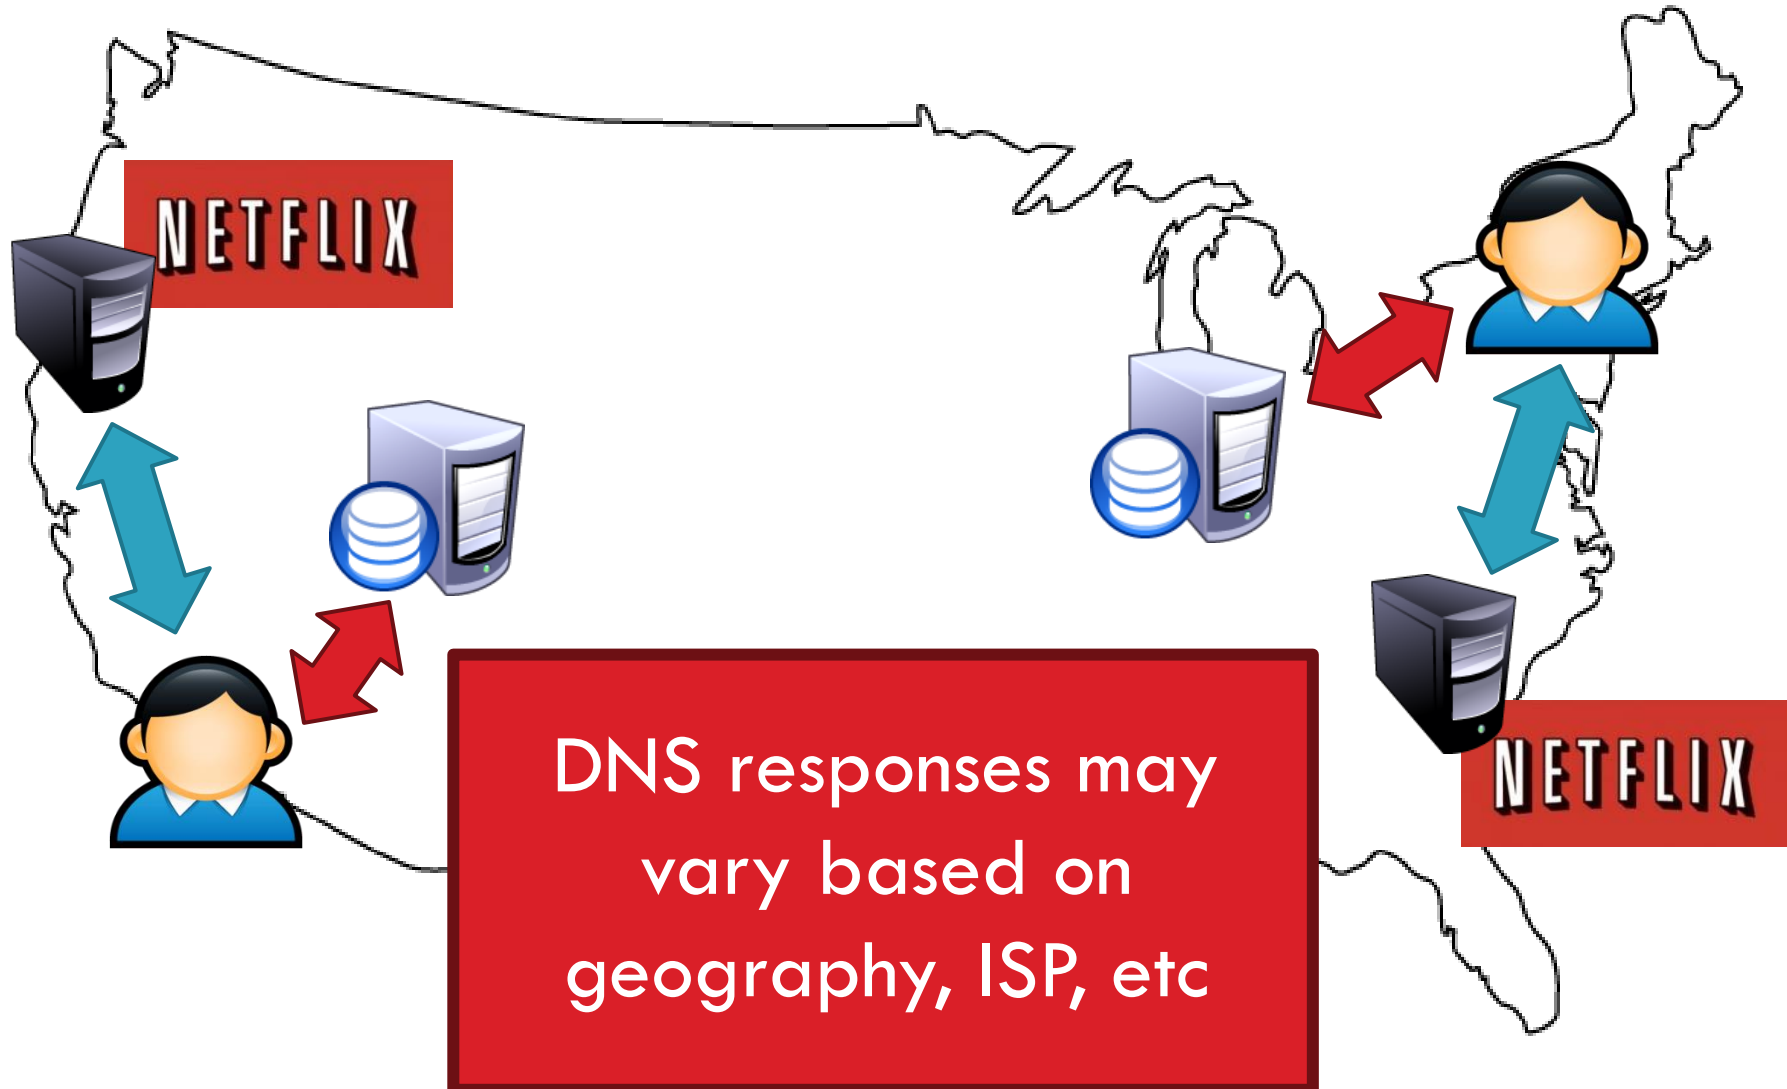 NETFLIX
NETFLIX
DNS responses may
vary based on
geography, ISP, etc